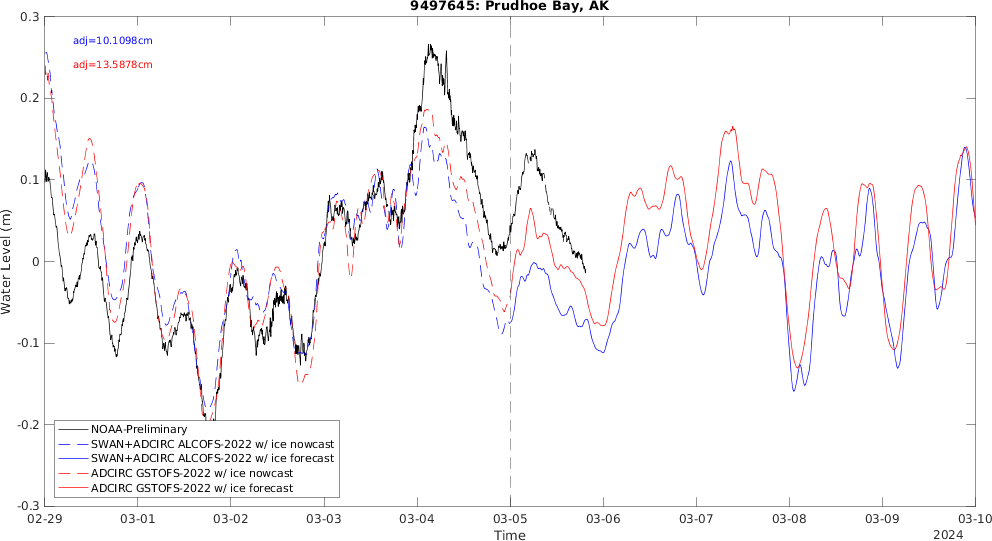 9497645: Prudhoe Bay, AK
0.3
adj=10.1098cm
adj=13.5878cm
0.2
0.1
0
-0.1
-0.2
-0.3
Water Level (m)
NOAA-Preliminary
SWAN+ADCIRC ALCOFS-2022 w/ ice nowcast
SWAN+ADCIRC ALCOFS-2022 w/ ice forecast
ADCIRC GSTOFS-2022 w/ ice nowcast
ADCIRC GSTOFS-2022 w/ ice forecast
02-29 03-01 03-02 03-03 03-04 03-05 03-06 03-07 03-08 03-09 03-10
Time
2024